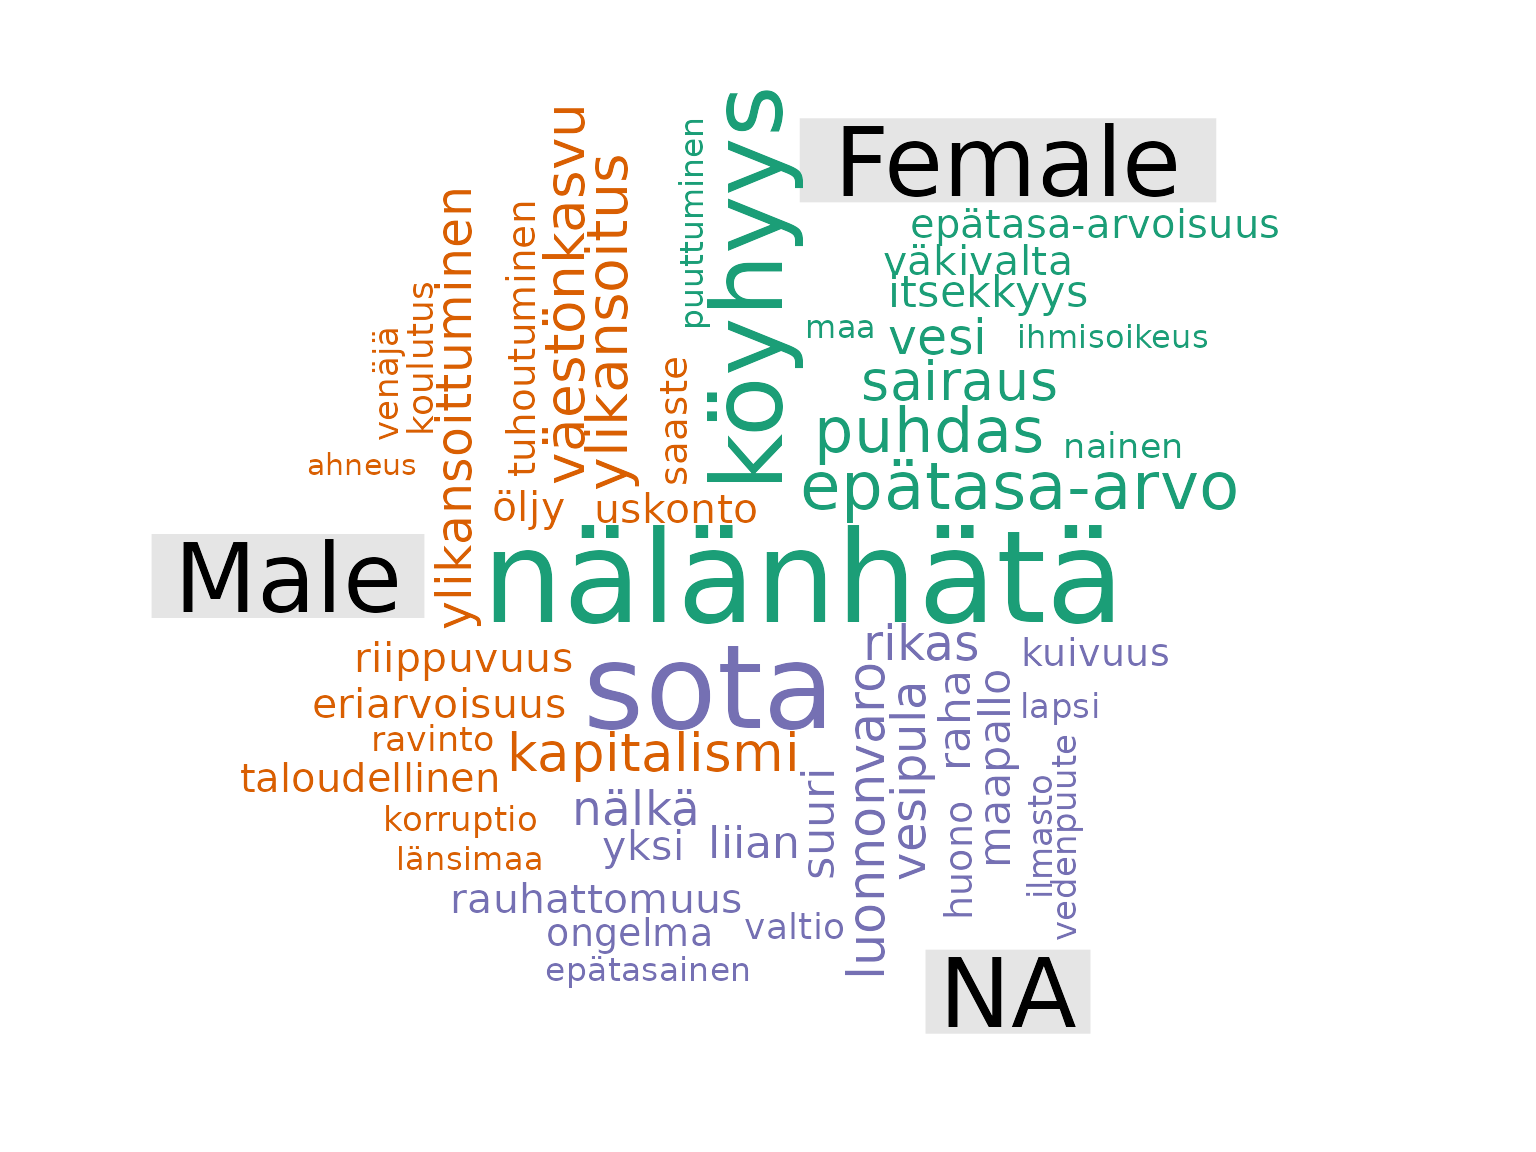 köyhyys
Female
puuttuminen
epätasa-arvoisuus
väkivalta
itsekkyys
maa
vesi
ihmisoikeus
sairaus
puhdas
nainen
epätasa-arvo
nälänhätä
väestönkasvu
ylikansoitus
ylikansoittuminen
tuhoutuminen
koulutus
venäjä
saaste
ahneus
öljy
uskonto
Male
riippuvuus
eriarvoisuus
ravinto
kapitalismi
taloudellinen
korruptio
länsimaa
sota
rikas
kuivuus
luonnonvaro
vesipula
raha
maapallo
lapsi
nälkä
suuri
yksi
liian
huono
ilmasto
vedenpuute
rauhattomuus
ongelma
valtio
epätasainen
NA